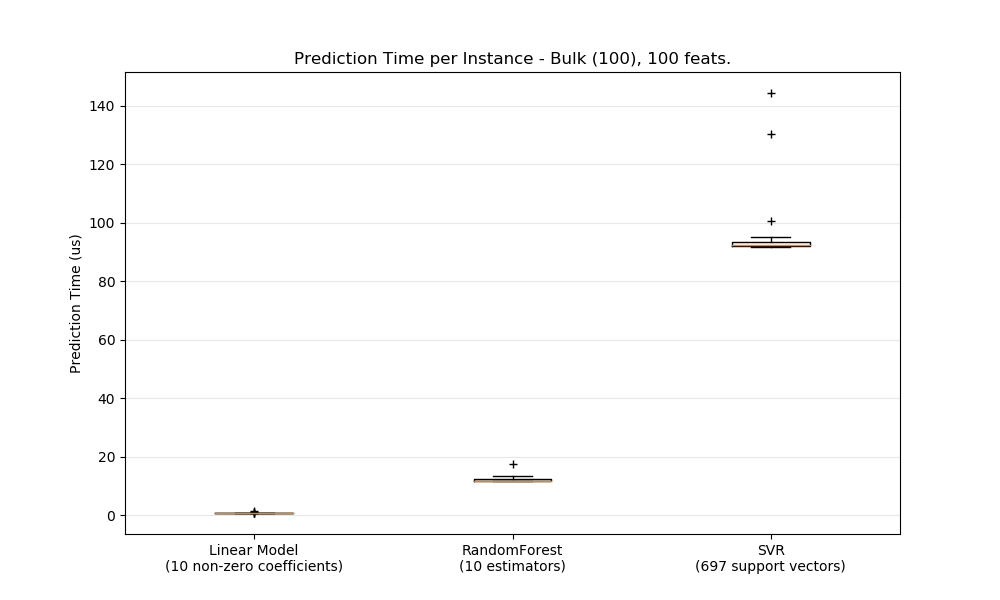 Prediction Time per Instance - Bulk (100), 100 feats.
Prediction Time (us)
140
120
100
80
60
40
20
0
Linear Model
(10 non-zero coefficients)
RandomForest
(10 estimators)
SVR
(697 support vectors)